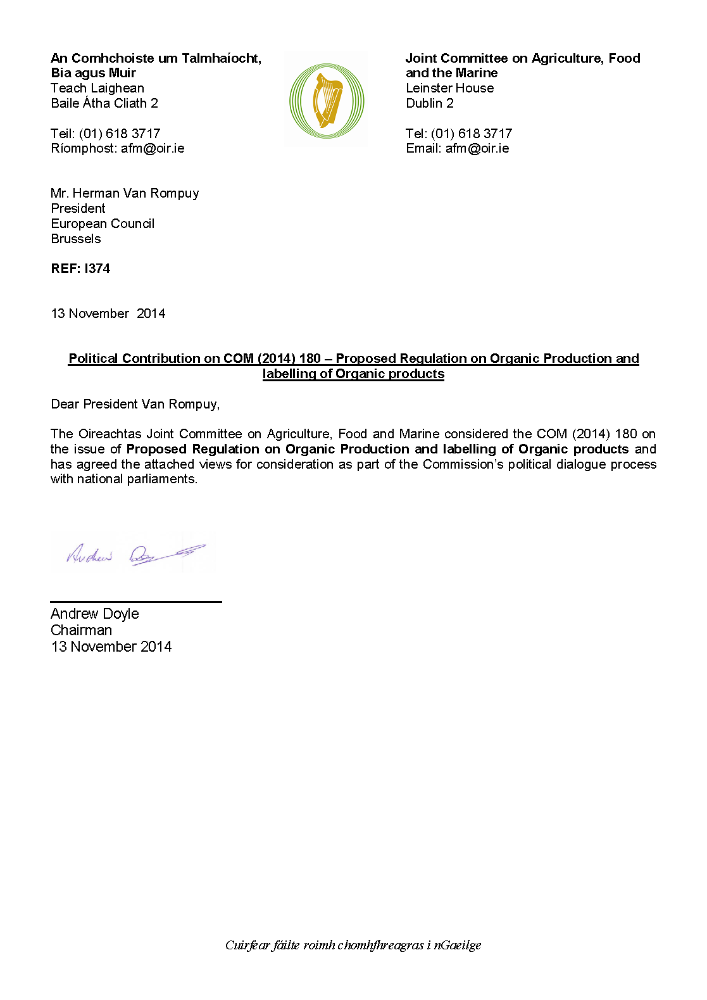 An Comhchoiste um Talmhaíocht,
Bia agus Muir
Teach Laighean
Baile Átha Cliath 2
Teil: (01) 618 3717
Ríomphost: afm@oir.ie
Joint Committee on Agriculture, Food
and the Marine
Leinster House
Dublin 2
Tel: (01) 618 3717
Email: afm@oir.ie
Mr. Herman Van Rompuy
President
European Council
Brussels
REF: I374
13 November 2014
Political Contribution on COM (2014) 180 – Proposed Regulation on Organic Production and
labelling of Organic products
Dear President Van Rompuy,
The Oireachtas Joint Committee on Agriculture, Food and Marine considered the COM (2014) 180 on
the issue of Proposed Regulation on Organic Production and labelling of Organic products and
has agreed the attached views for consideration as part of the Commission’s political dialogue process
with national parliaments.
Andrew
Andrew Doyle
Chairman
13 November 2014
Cuirfear fáilte roimh chomhfhreagras i nGaeilge